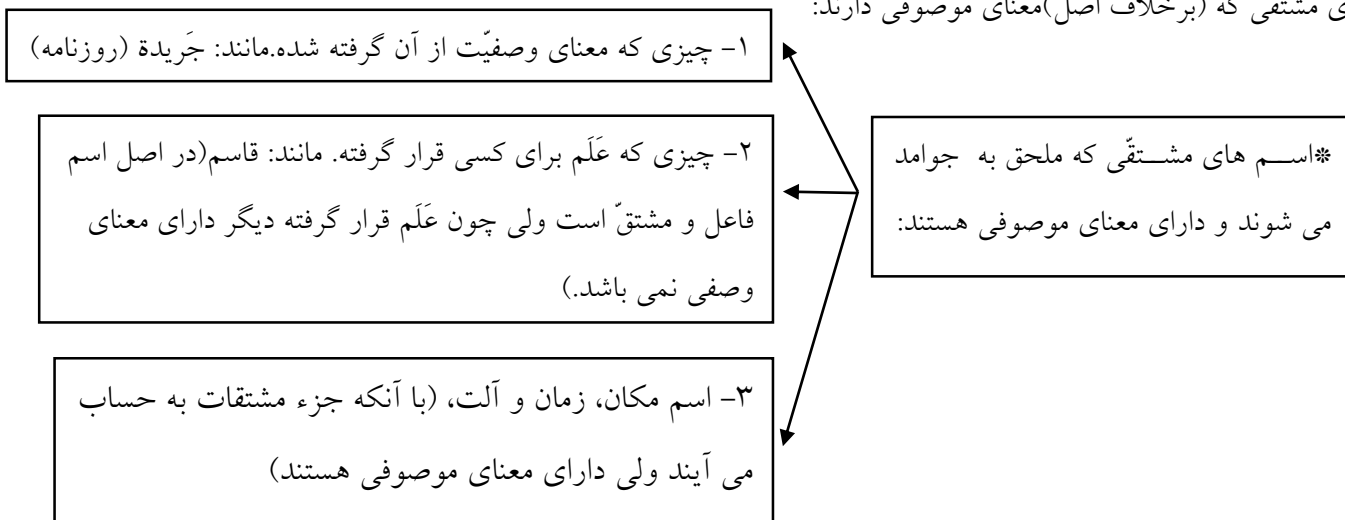 ی مشتقی که (برخلاف اصل)معنای موصوفی دارند:
*اســـم های مشـــتقّی که ملحق به جوامد
می شوند و دارای معنای موصوفی هستند:
۱- چیزی که معنای وصفیّت از آن گرفته شده.مانند: جَریدة (روزنامه)
۲- چیزی که عَلَم برای کسی قرار گرفته. مانند: قاسم(در اصل اسم
فاعل و مشتقّ است ولی چون عَلَم قرار گرفته دیگر دارای معنای
وصفی نمی باشد.)
۳- اسم مکان، زمان و آلت، (با آنکه جزء مشتقات به حساب
می آیند ولی دارای معنای موصوفی هستند)